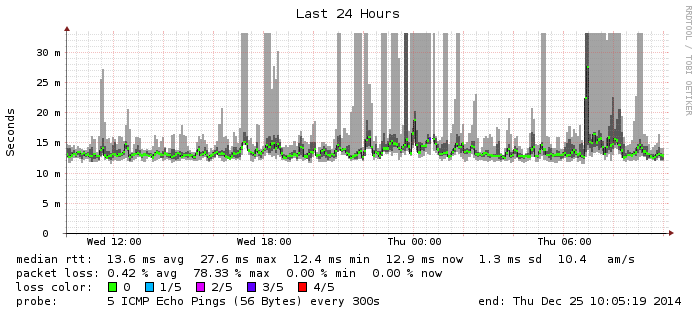 Last 24 Hours
RRDTOOL / TOBI OETIKER
Seconds
30 m
25 m
20 m
15 m
10 m
5 m
0
Wed 12:00 Wed 18:00 Thu 00:00 Thu 06:00
median rtt: 13.6 ms avg 27.6 ms max 12.4 ms min 12.9 ms now 1.3 ms sd 10.4 am/s
packet loss: 0.42 % avg 78.33 % max 0.00 % min 0.00 % now
loss color: 0 1/5 2/5 3/5 4/5
probe: 5 ICMP Echo Pings (56 Bytes) every 300s end: Thu Dec 25 10:05:19 2014